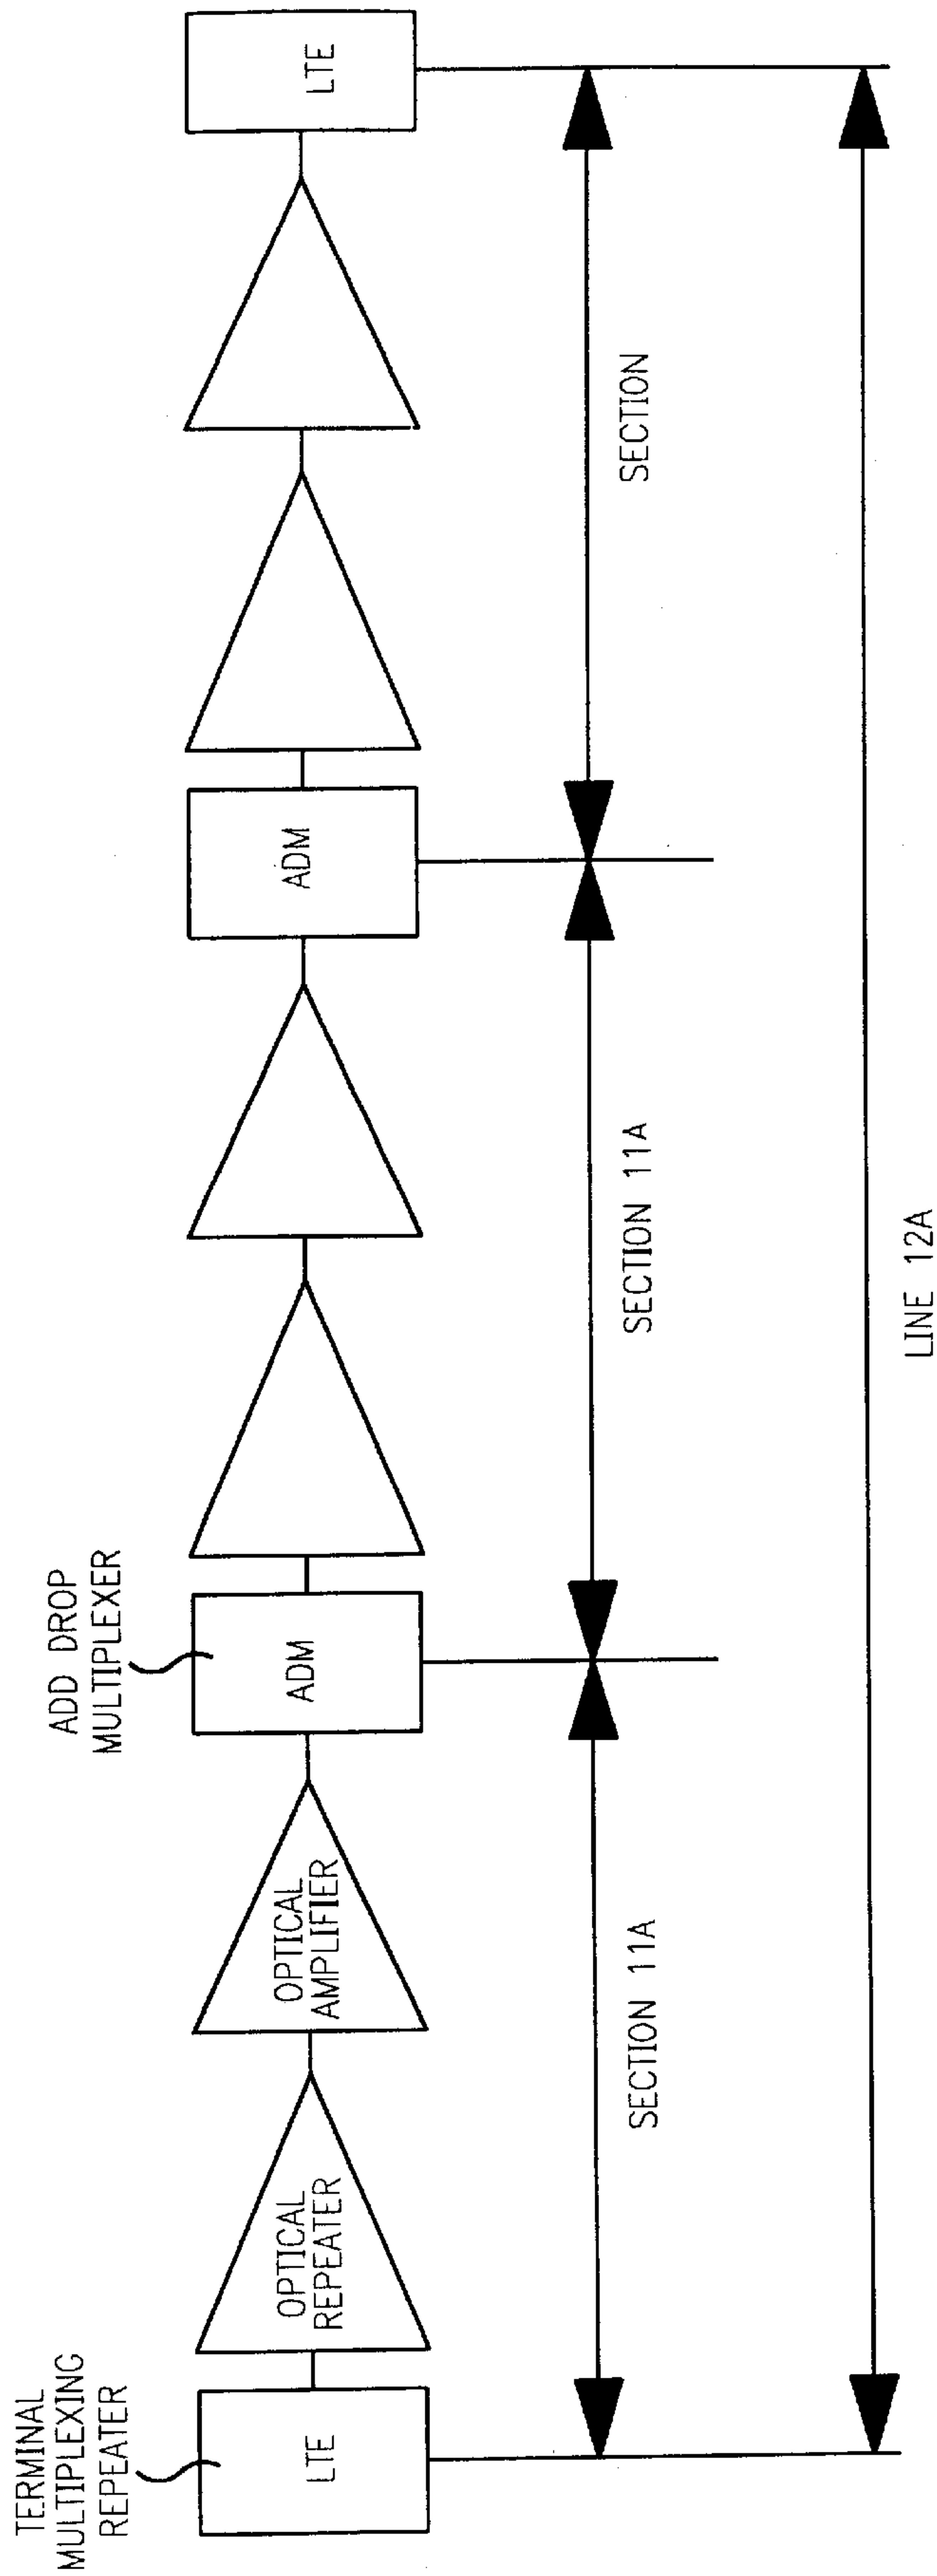 TERMINAL
MULTIPLEXING
REPEATER
ADD DROP
MULTIPLEXER
LTE
OPTICAL
REPEATER
OPTICAL
AMPLIFIER
ADM
ADM
LTE
SECTION 11A
SECTION 11A
SECTION
LINE 12A